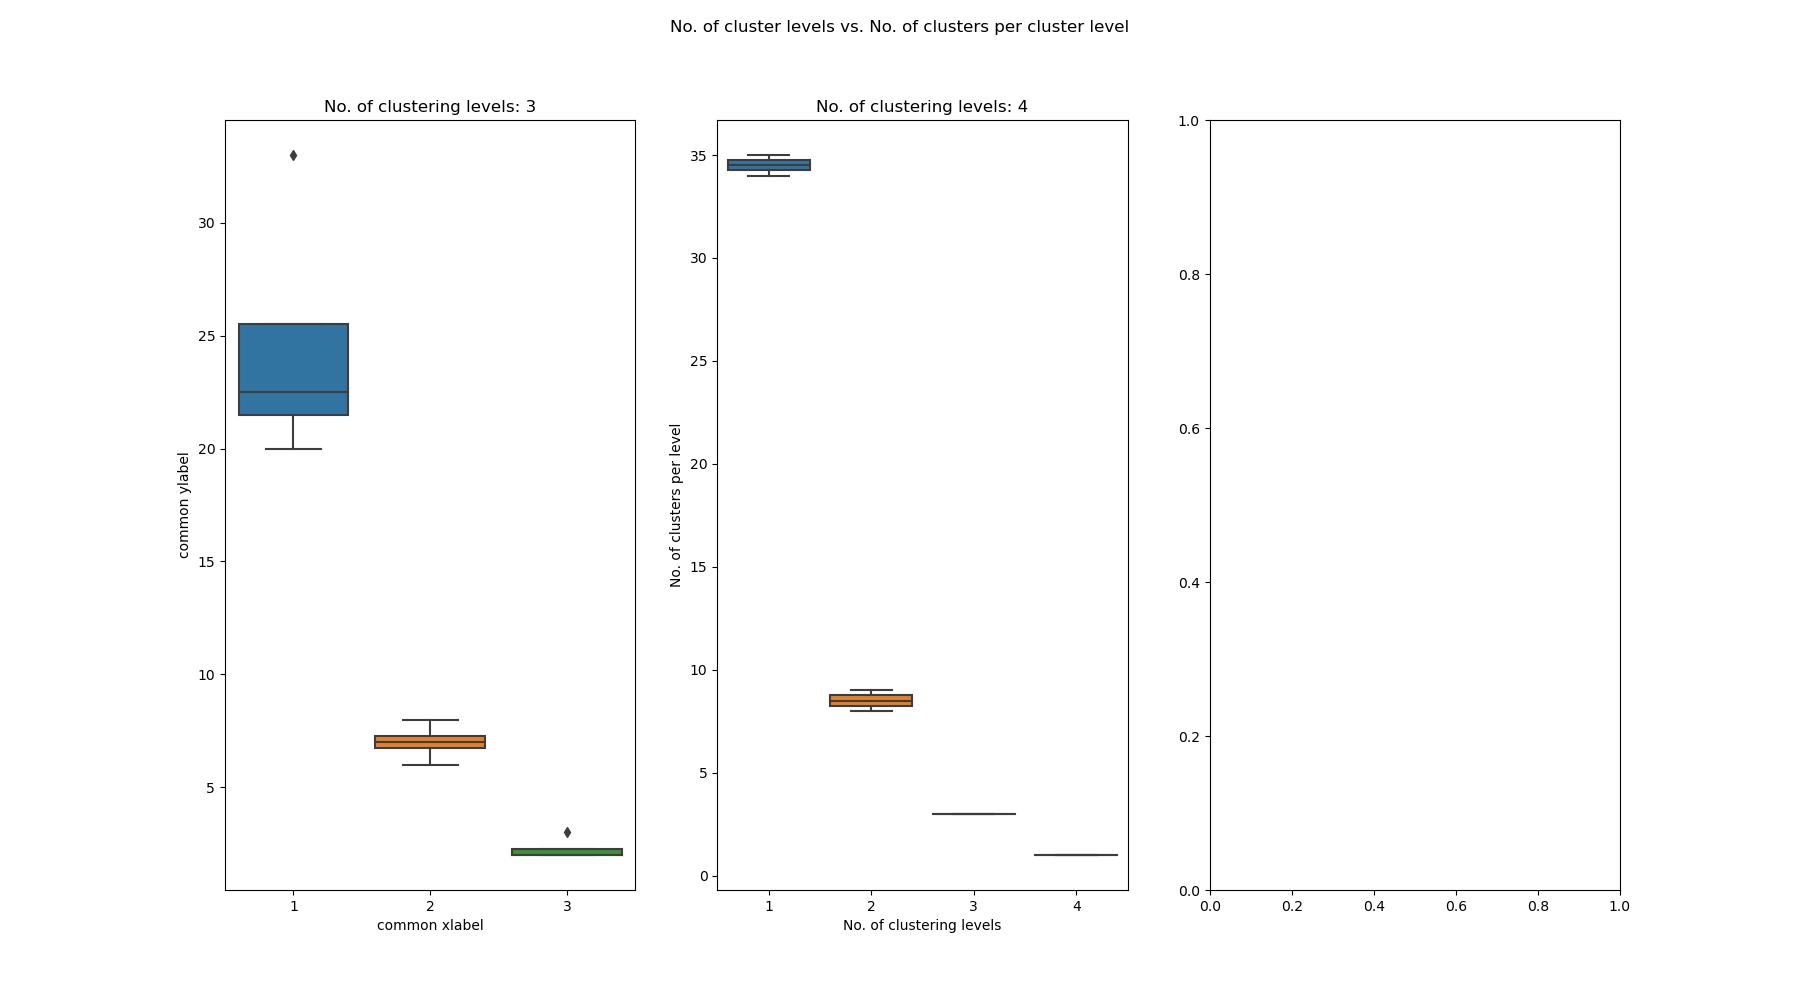 No. of cluster levels vs. No. of clusters per cluster level
No. of clustering levels: 3
30
25
20
15
10
5
common ylabel
1 2 3
common xlabel
No. of clustering levels: 4
35
30
25
20
15
10
5
0
No. of clusters per level
1 2 3 4
No. of clustering levels
1.0
0.8
0.6
0.4
0.2
0.0
0.0 0.2 0.4 0.6 0.8 1.0